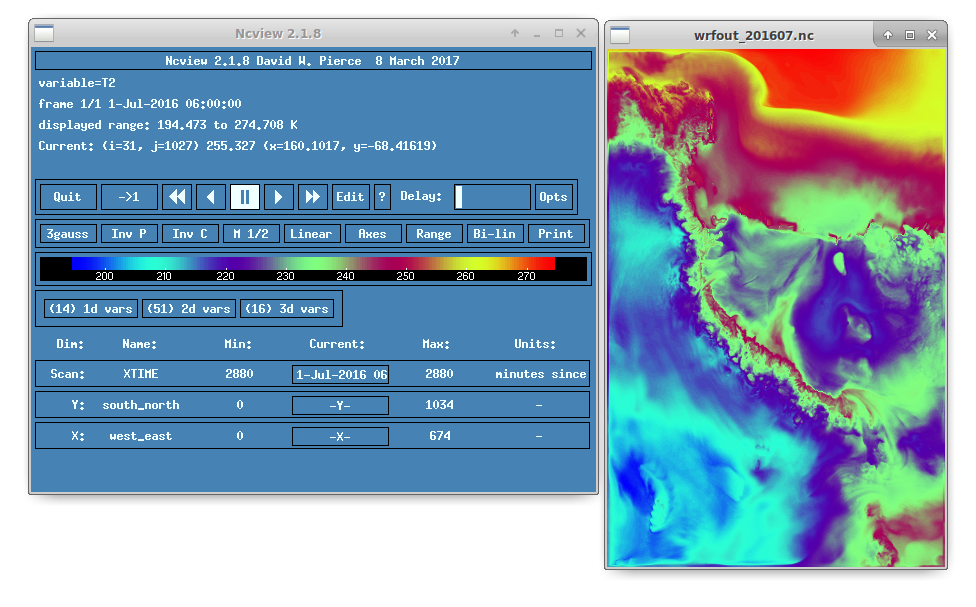 Ncview 2.1.8
Ncview 2.1.8 David W. Pierce 8 March 2017
variable=T2
frame 1/1 1-Jul-2016 06:00:00
displayed range: 194.473 to 274.708 K
Current: (i=31, j=1027) 255.327 (x=160.1017, y=-68.41619)
Quit ->1 Edit ? Delay: Opts
3gauss Inv P Inv C M 1/2 Linear Axes Range Bi-lin Print
200 210 220 230 240 250 260 270
(14) 1d vars (51) 2d vars (16) 3d vars
Dim: Name: Min: Current: Max: Units:
Scan: XTIME 2880 1-Jul-2016 06 2880 minutes since
Y: south_north 0 -Y- 1034 -
X: west_east 0 -X- 674 -
wrfout_201607.nc